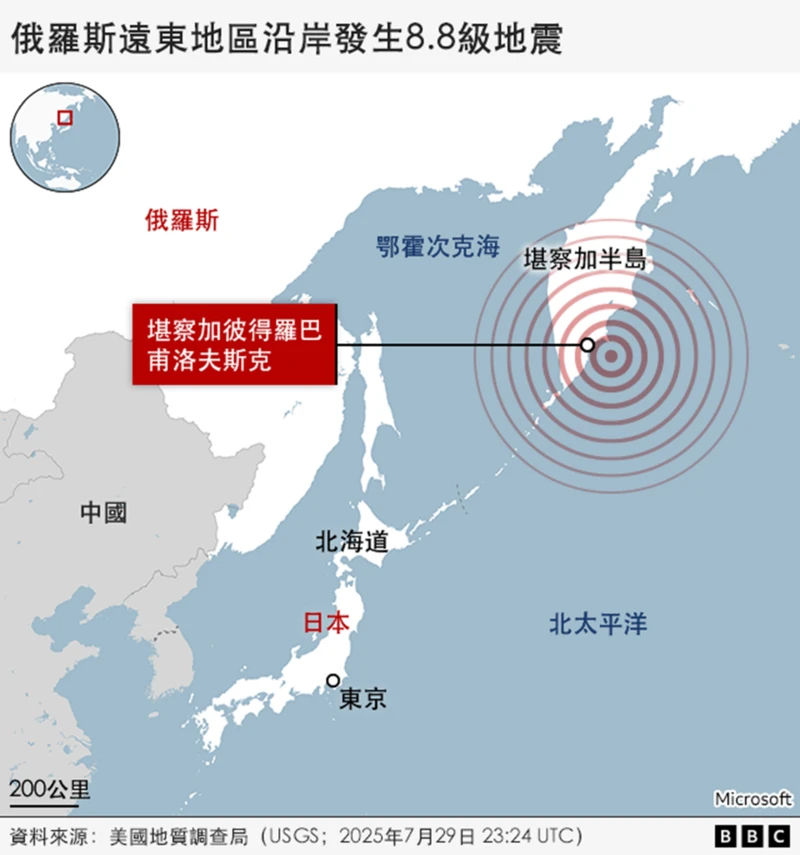 俄羅斯遠東地區沿岸發生8.8級地震
俄羅斯
鄂霍次克海
堪察加半島
堪察加彼得羅巴
甫洛夫斯克
中國
北海道
日本
北太平洋
東京
200公里
Microsoft
資料來源：美國地質調查局（USGS；2025年7月29日 23:24 UTC）
BBC